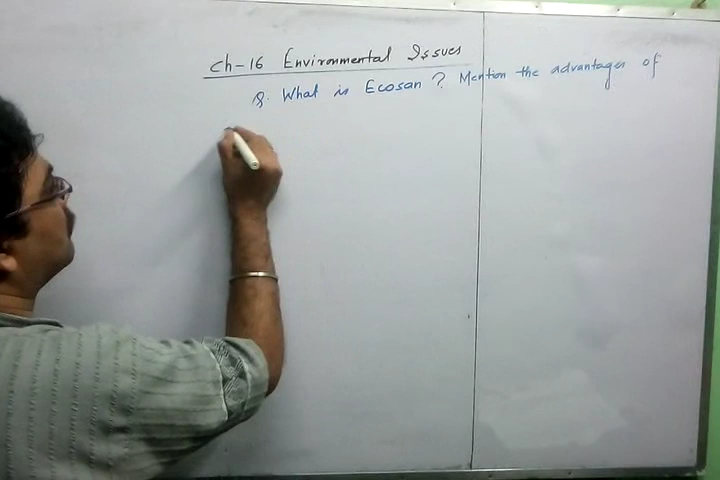 Ch-16 Environmental Issues
Q. What is Ecosan? Mention the advantages of